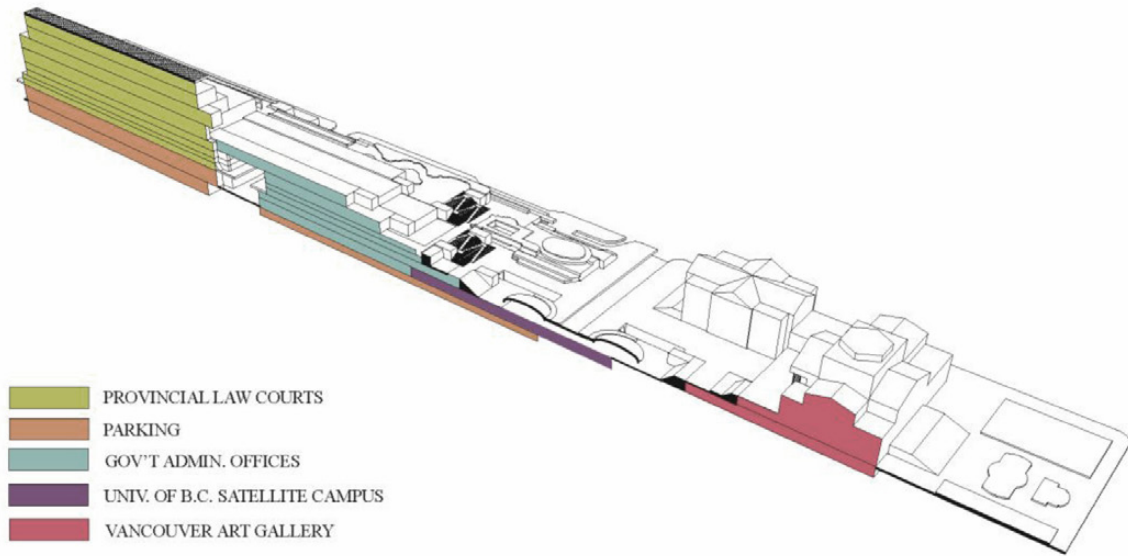 PROVINCIAL LAW COURTS
PARKING
GOV'T ADMIN. OFFICES
UNIV. OF B.C. SATELLITE CAMPUS
VANCOUVER ART GALLERY